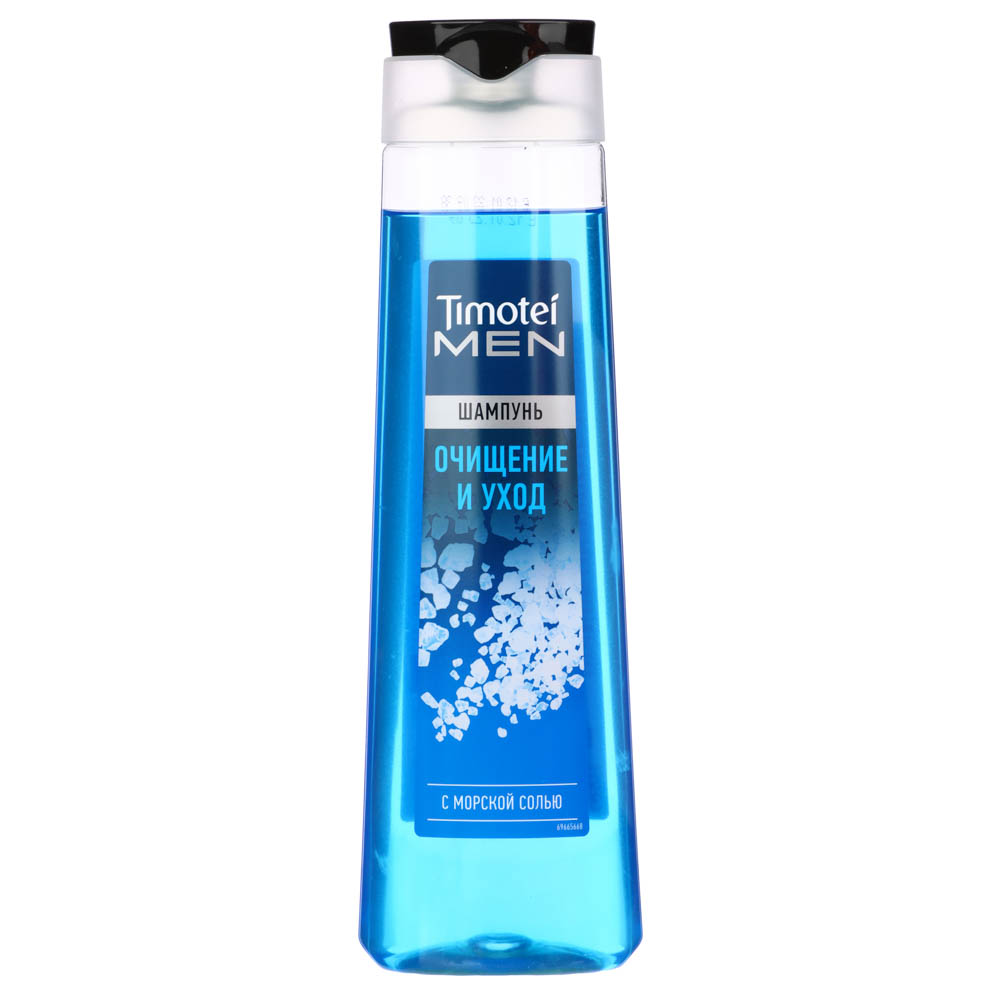 Timotei
MEN
ШАМПУНЬ
ОЧИЩЕНИЕ
И УХОД
С МОРСКОЙ СОЛЬЮ
69665668